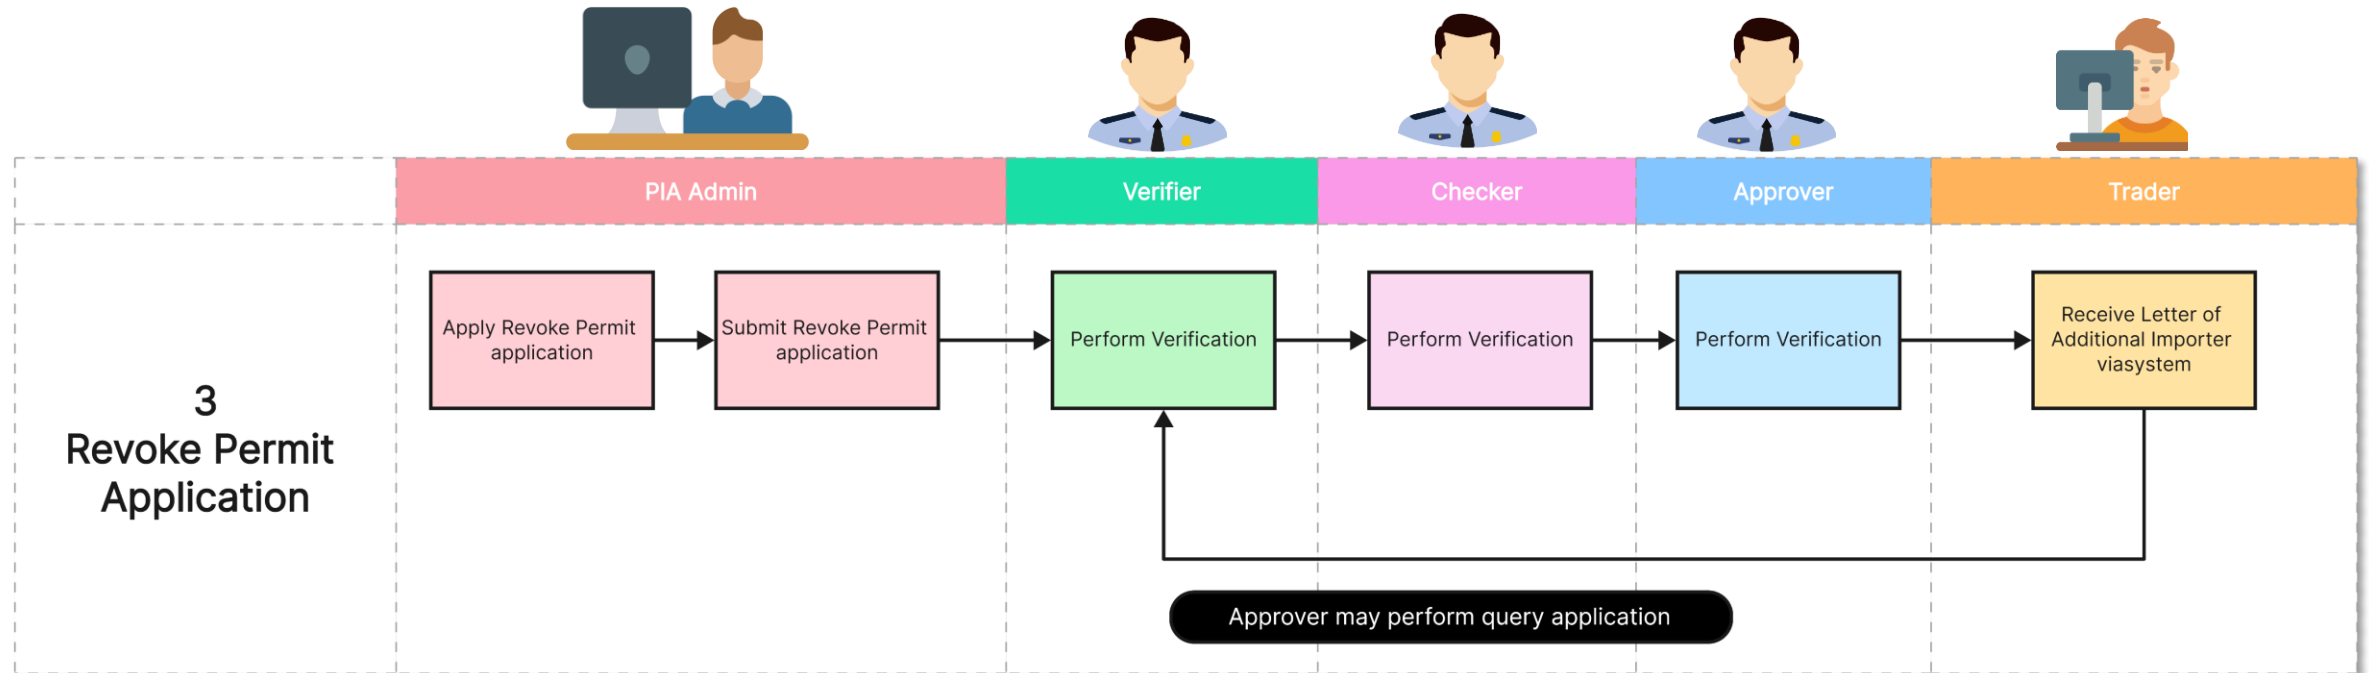 PIA Admin
Verifier
Checker
Approver
Trader
3
Revoke Permit
Application
Apply Revoke Permit
application
Submit Revoke Permit
application
Perform Verification
Perform Verification
Perform Verification
Receive Letter of
Additional Importer
viasystem
Approver may perform query application